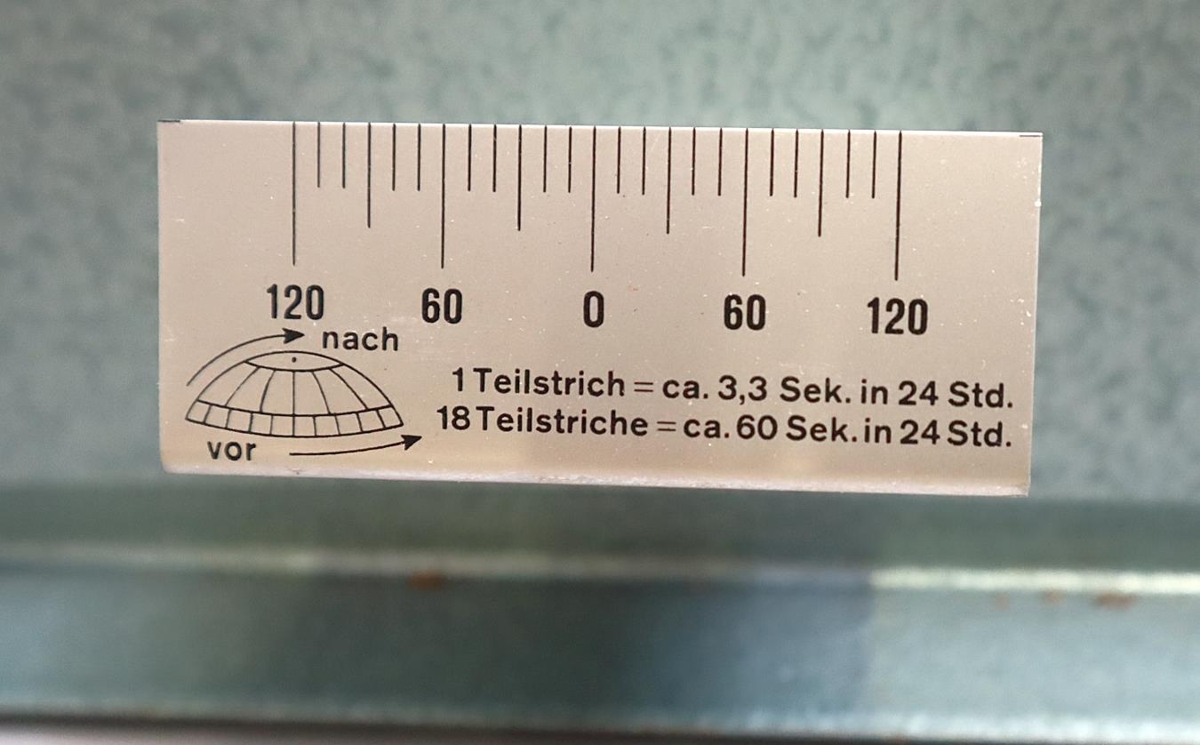 120 60 0 60 120
nach
1 Teilstrich = ca. 3,3 Sek. in 24 Std.
18 Teilstriche = ca. 60 Sek. in 24 Std.
vor